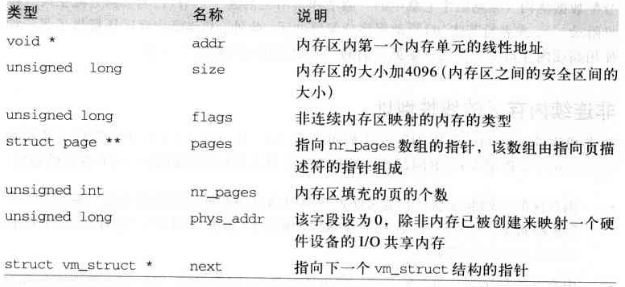 类型 名称 说明
void * addr 内存区内第一个内存单元的线性地址
unsigned long size 内存区的大小加4096(内存区之间的安全区间的
大小)
unsigned long flags 非连续内存区映射的内存的类型
struct page ** pages 指向 nr_pages 数组的指针，该数组由指向页描
述符的指针组成
unsigned int nr_pages 内存区填充的页的个数
unsigned long phys_addr 该字段设为0，除非内存已被创建来映射一个硬
件设备的 I/O 共享内存
struct vm_struct * next 指向下一个 vm_struct 结构的指针